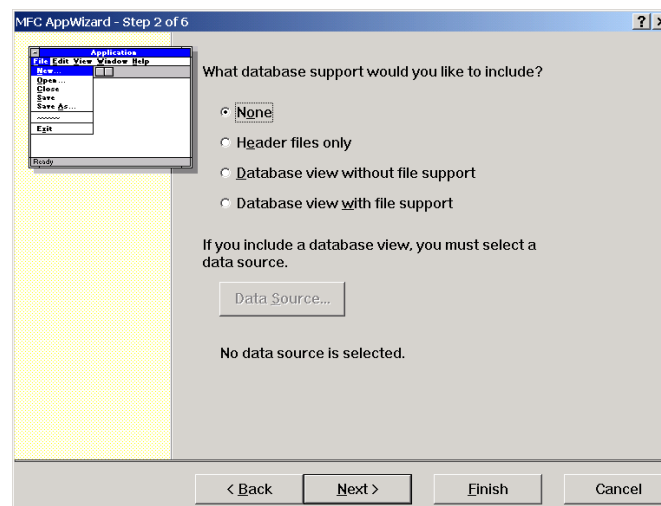 MFC AppWizard - Step 2 of 6
Application
File Edit View Window Help
New...
Open...
Close
Save
Save As...
Exit
Ready
What database support would you like to include?
None
Header files only
Database view without file support
Database view with file support
If you include a database view, you must select a
data source.
Data Source...
No data source is selected.
< Back Next > Finish Cancel